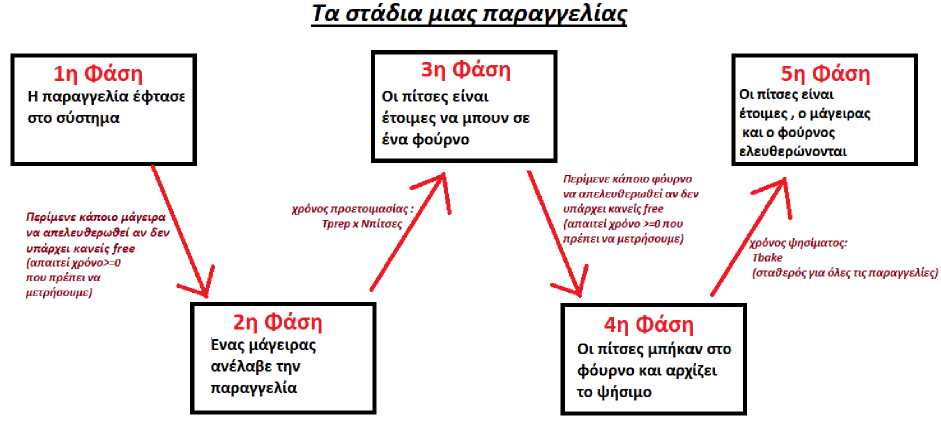 Τα στάδια μιας παραγγελίας
1η Φάση
Η παραγγελία έφτασε
στο σύστημα
Περίμενε κάποιο μάγειρα
να απελευθερωθεί αν δεν
υπάρχει κανείς free
(απαιτεί χρόνο>=0
που πρέπει να
μετρήσουμε)
2η Φάση
Ένας μάγειρας
ανέλαβε την
παραγγελία
χρόνος προετοιμασίας :
Tprep x Nπίτσες
3η Φάση
Οι πίτσες είναι
έτοιμες να μπουν σε
ένα φούρνο
Περίμενε κάποιο φόυρνο
να απελευθερωθεί αν δεν
υπάρχει κανείς free
(απαιτεί χρόνο >=0 που
πρέπει να μετρήσουμε)
4η Φάση
Οι πίτσες μπήκαν στο
φόυρνο και αρχίζει
το ψήσιμο
χρόνος ψησίματος:
Tbake
(σταθερός για όλες τις παραγγελίες)
5η Φάση
Οι πίτσες είναι
έτοιμες , ο μάγειρας
και ο φούρνος
ελευθερώνονται